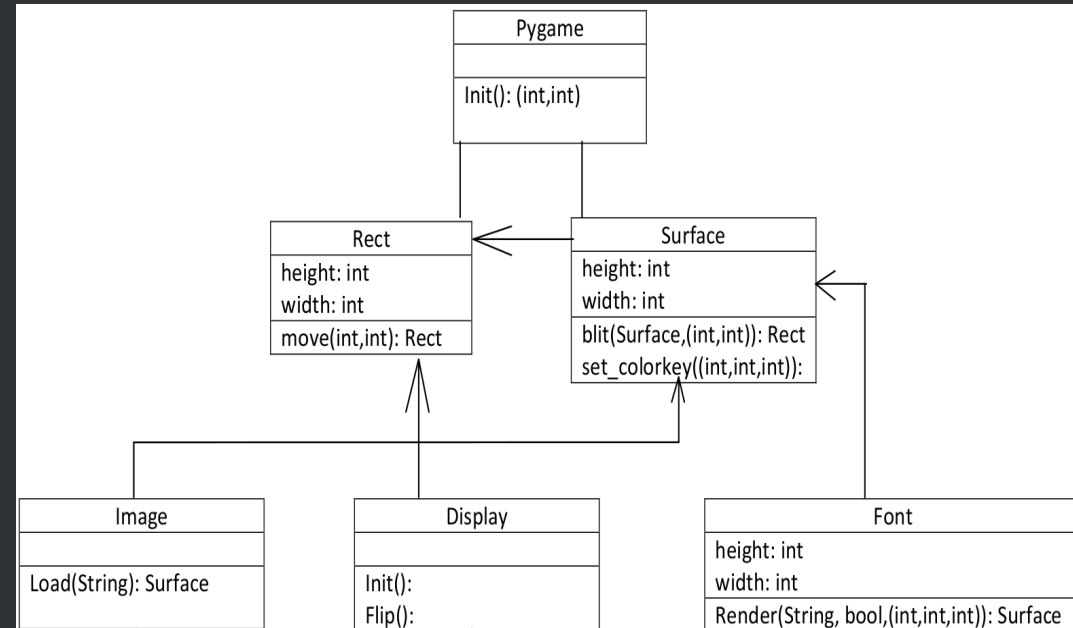 Pygame
Init(): (int,int)
Rect
height: int
width: int
move(int,int): Rect
Surface
height: int
width: int
blit(Surface,(int,int)): Rect
set_colorkey((int,int,int)):
Image
Load(String): Surface
Display
Init():
Flip():
Font
height: int
width: int
Render(String, bool,(int,int,int)): Surface